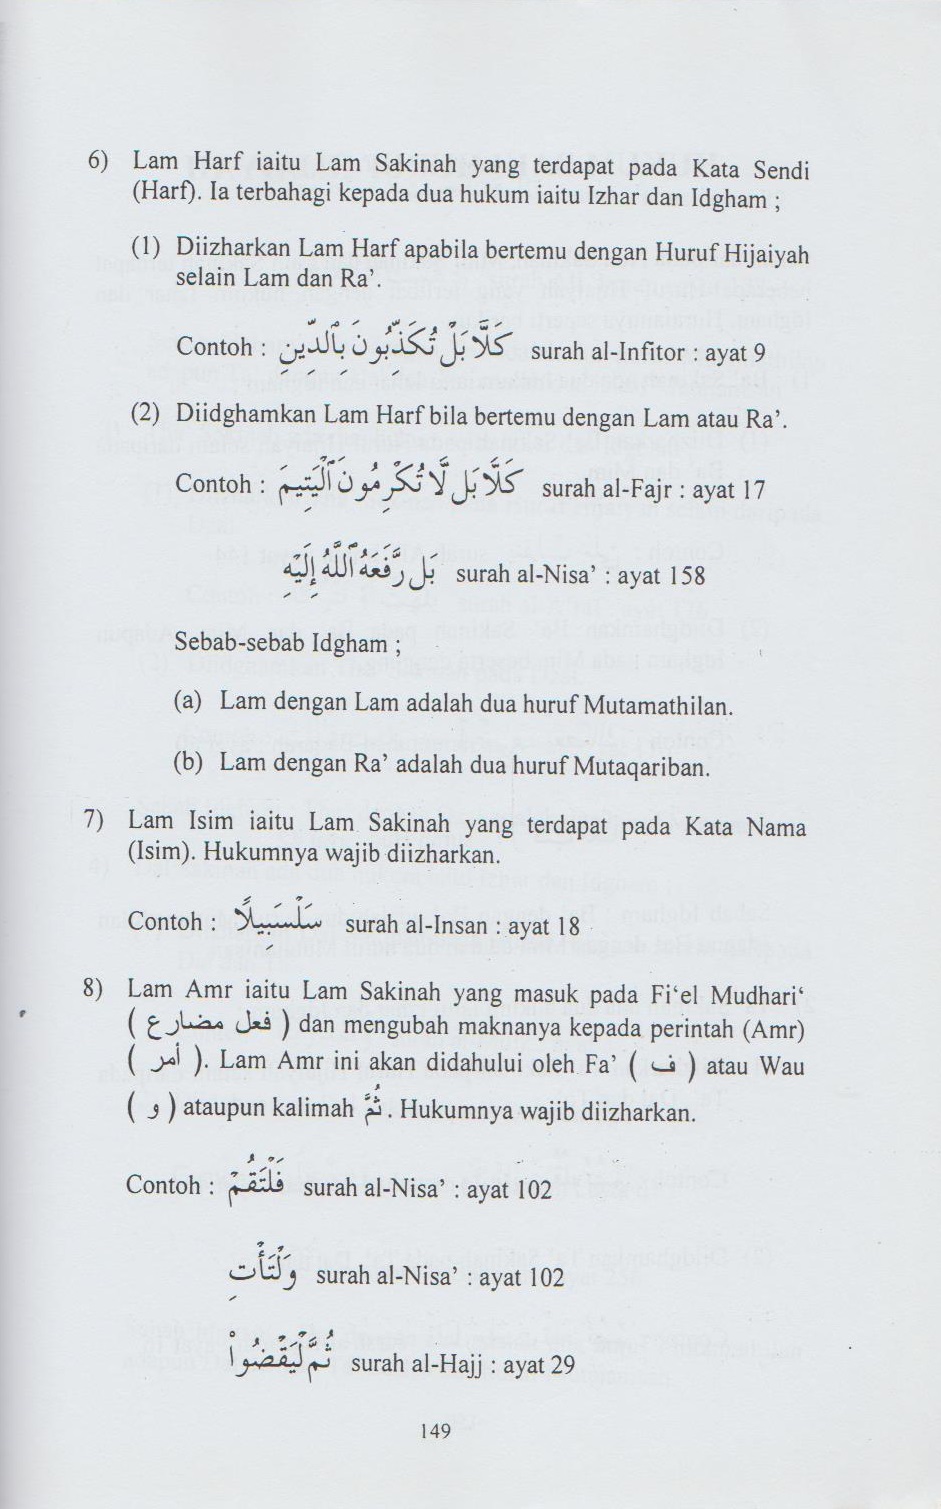 6) Lam Harf iaitu Lam Sakinah yang terdapat pada Kata Sendi
(Harf). Ia terbahagi kepada dua hukum iaitu Izhar dan Idgham ;
(1) Diizharkan Lam Harf apabila bertemu dengan Huruf Hijaiyah
selain Lam dan Ra’.
Contoh : كَلَّا بَلْ تُكَذِّبُونَ بِٱلدِّينِ surah al-Infitor : ayat 9
(2) Diidghamkan Lam Harf bila bertemu dengan Lam atau Ra’.
Contoh : كَلَّا بَل لَّا تُكْرِمُونَ ٱلْيَتِيمَ surah al-Fajr : ayat 17
بَل رَّفَعَهُ ٱللَّهُ إِلَيْهِ surah al-Nisa’ : ayat 158
Sebab-sebab Idgham ;
(a) Lam dengan Lam adalah dua huruf Mutamathilan.
(b) Lam dengan Ra’ adalah dua huruf Mutaqariban.
7) Lam Isim iaitu Lam Sakinah yang terdapat pada Kata Nama
(Isim). Hukumnya wajib diizharkan.
Contoh : سَلْسَبِيلًا surah al-Insan : ayat 18
8) Lam Amr iaitu Lam Sakinah yang masuk pada Fi‘el Mudhari‘
( فعل مضارع ) dan mengubah maknanya kepada perintah (Amr)
( أمر ). Lam Amr ini akan didahului oleh Fa’ ( ف ) atau Wau
( و ) ataupun kalimah ثُمَّ . Hukumnya wajib diizharkan.
Contoh : فَلْتَقُمْ surah al-Nisa’ : ayat 102
وَلْتَأْتِ surah al-Nisa’ : ayat 102
ثُمَّ لْيَقْضُوا۟ surah al-Hajj : ayat 29
149